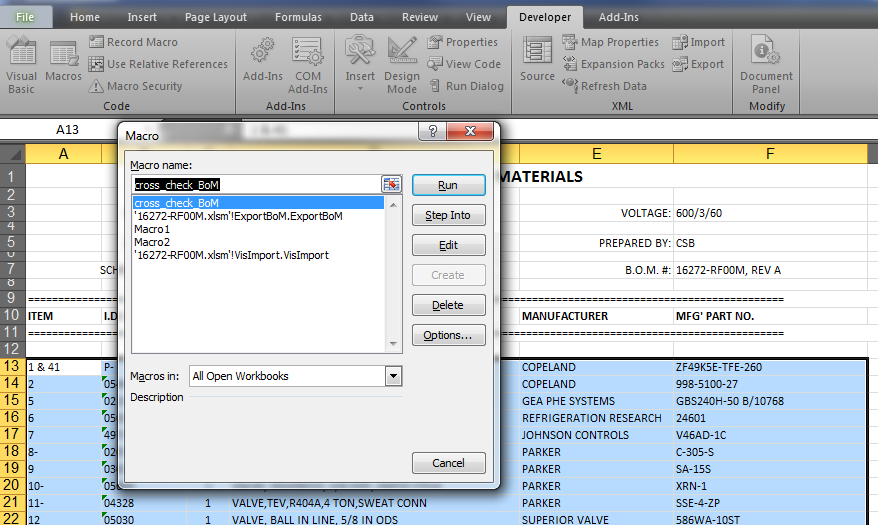 File Home Insert Page Layout Formulas Data Review View Developer Add-Ins
Visual Basic
Macros
Record Macro
Use Relative References
Macro Security
Code
Add-Ins
COM Add-Ins
Add-Ins
Insert
Design Mode
Properties
View Code
Run Dialog
Controls
Source
Map Properties
Expansion Packs
Refresh Data
Import
Export
XML
Document Panel
Modify
A13
Macro
A E F
Macro name:
cross_check_BoM
cross_check_BoM
'16272-RF00M.xlsm'!ExportBoM.ExportBoM
Macro1
Macro2
'16272-RF00M.xlsm'!VisImport.VisImport
Run
Step Into
Edit
Create
Delete
Options...
Macros in: All Open Workbooks
Description
Cancel
1 MATERIALS
2
3 VOLTAGE: 600/3/60
4
5 PREPARED BY: CSB
6
7 SCH B.O.M. #: 16272-RF00M, REV A
8
9
10 ITEM I.D MANUFACTURER MFG' PART NO.
11
12
13 1 & 41 P- COPELAND ZF49K5E-TFE-260
14 2 COPELAND 998-5100-27
15 5 GEA PHE SYSTEMS GBS240H-50 B/10768
16 6 REFRIGERATION RESEARCH 24601
17 7 49 JOHNSON CONTROLS V46AD-1C
18 8- PARKER C-305-S
19 9 PARKER SA-15S
20 10- PARKER XRN-1
21 11- 04328 1 VALVE,TEV,R404A,4 TON,SWEAT CONN PARKER SSE-4-ZP
22 12 05030 1 VALVE, BALL IN LINE, 5/8 IN ODS SUPERIOR VALVE 586WA-10ST